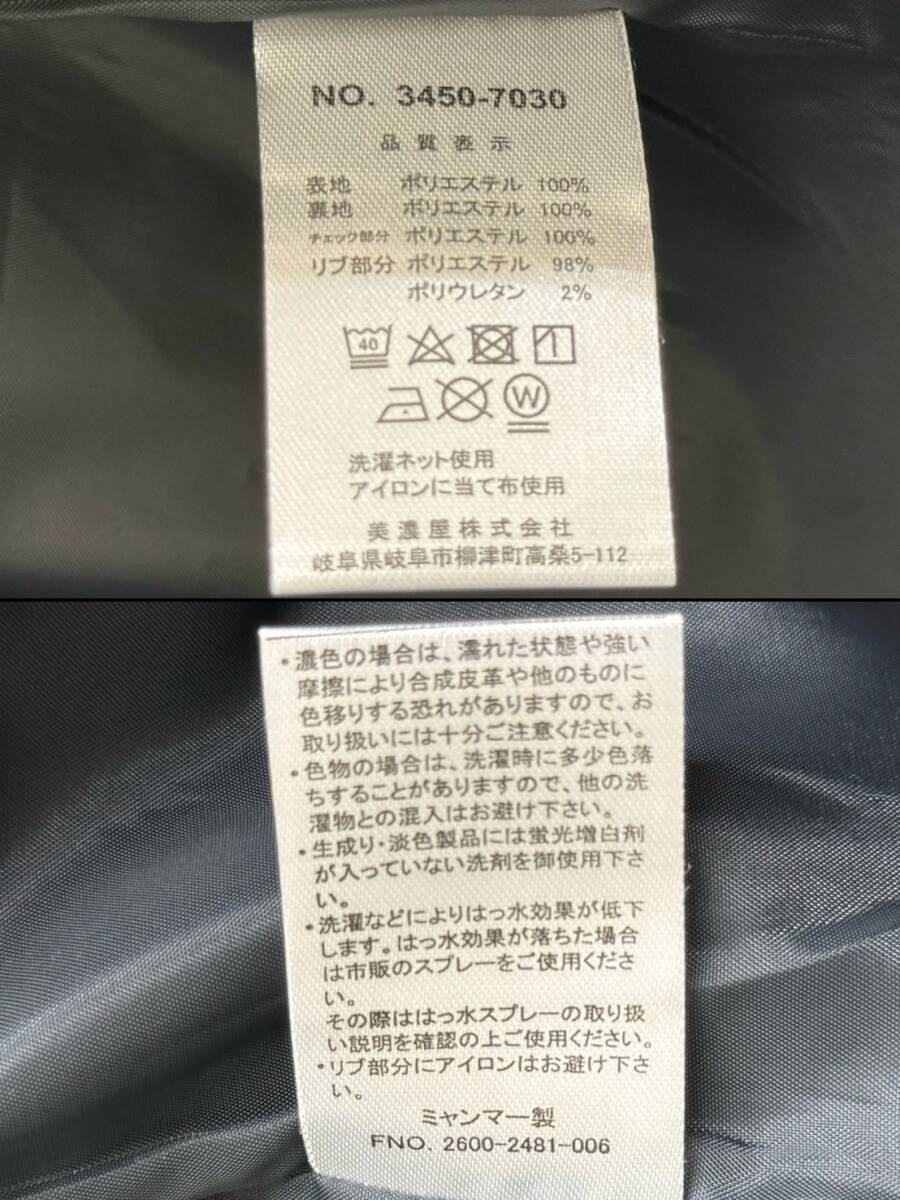 NO. 3450-7030
品質表示
表地 ポリエステル 100%
裏地 ポリエステル 100%
チェック部分 ポリエステル 100%
リブ部分 ポリエステル 98%
ポリウレタン 2%
40
W
洗濯ネット使用
アイロンに当て布使用
美濃屋株式会社
岐阜県岐阜市柳津町高桑5-112
・濃色の場合は、濡れた状態や強い
摩擦により合成皮革や他のものに
色移りする恐れがありますので、お
取り扱いには十分ご注意ください。
・色物の場合は、洗濯時に多少色落
ちすることがありますので、他の洗
濯物との混入はお避け下さい。
・生成り・淡色製品には蛍光増白剤
が入っていない洗剤を御使用下さ
い。
・洗濯などによりはっ水効果が低下
します。はっ水効果が落ちた場合
は市販のスプレーをご使用くださ
い。
その際ははっ水スプレーの取り扱
い説明を確認の上ご使用ください。
・リブ部分にアイロンはお避け下さ
い。
ミャンマー製
FNO. 2600-2481-006